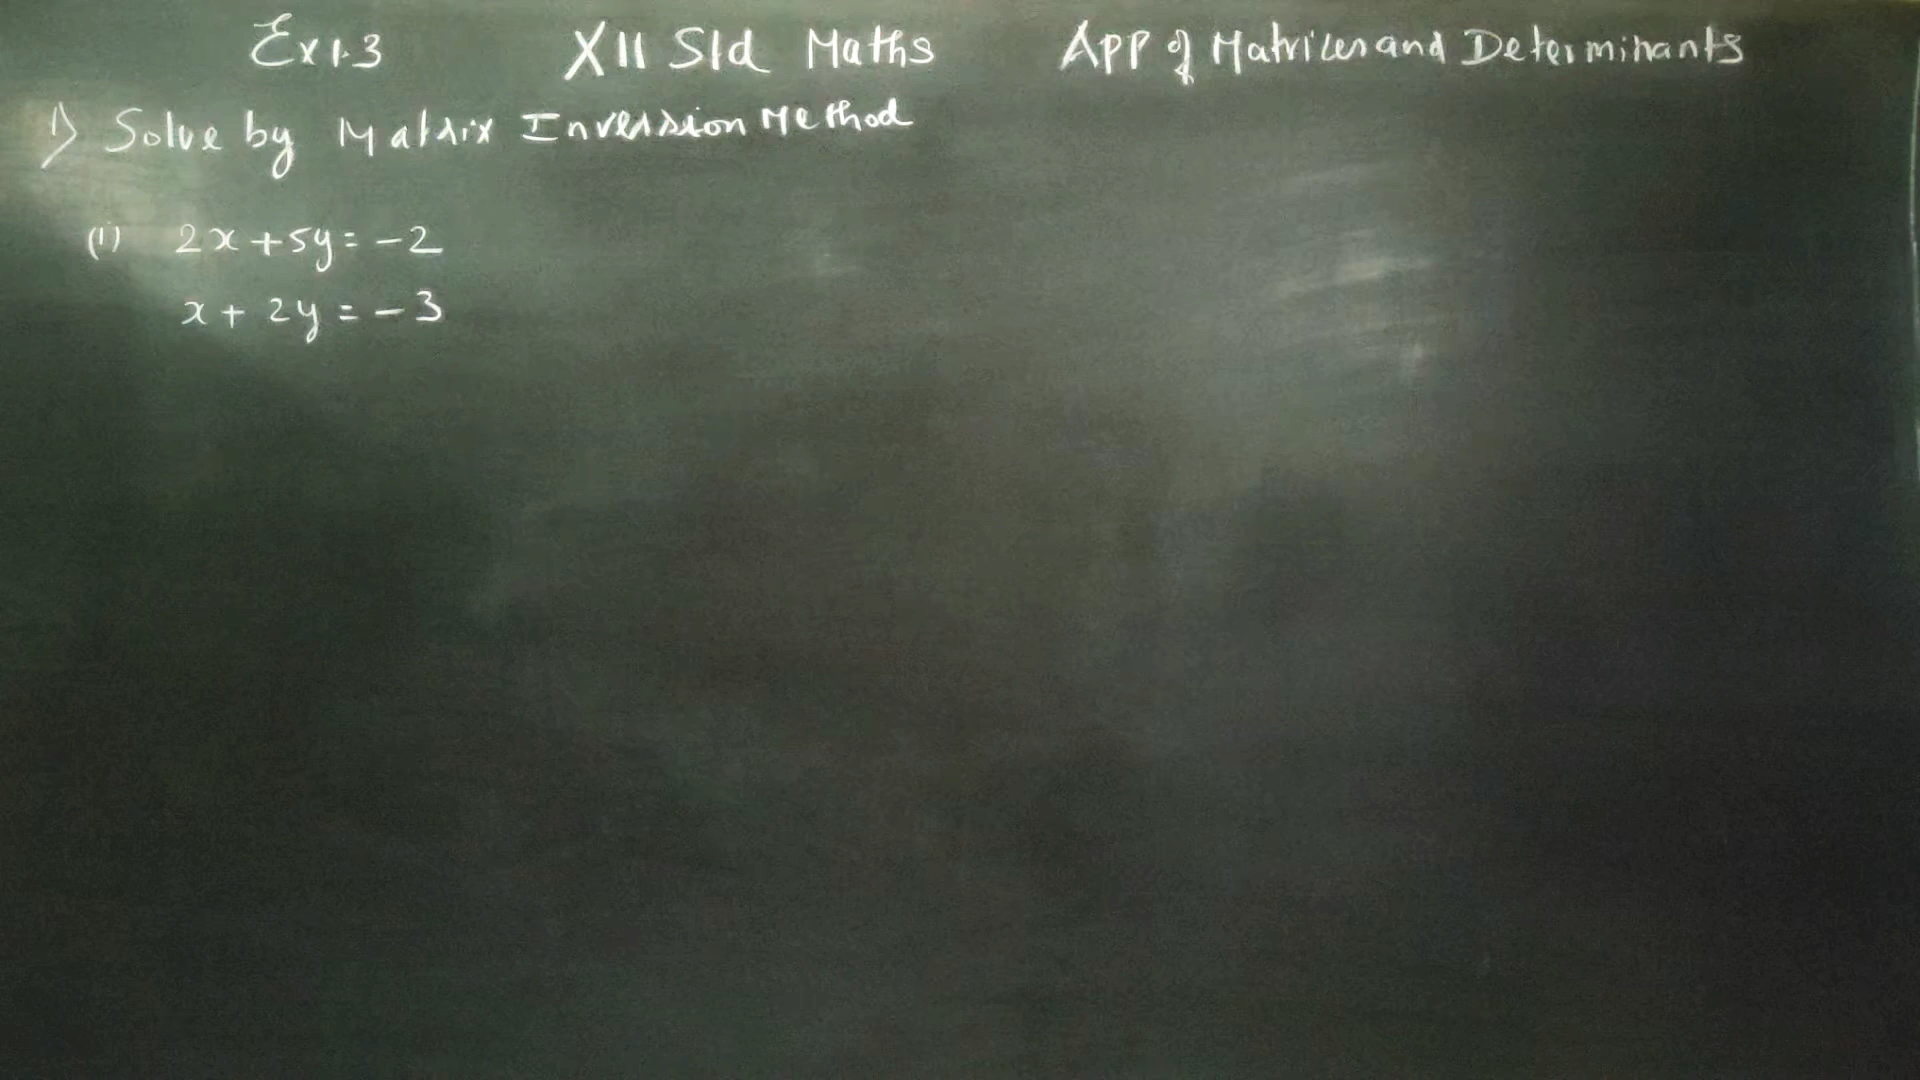 Ex 1.3 XII Std Maths App of Matrices and Determinants
1) Solve by Matrix Inversion Method
(i) 2x + 5y = -2
x + 2y = -3